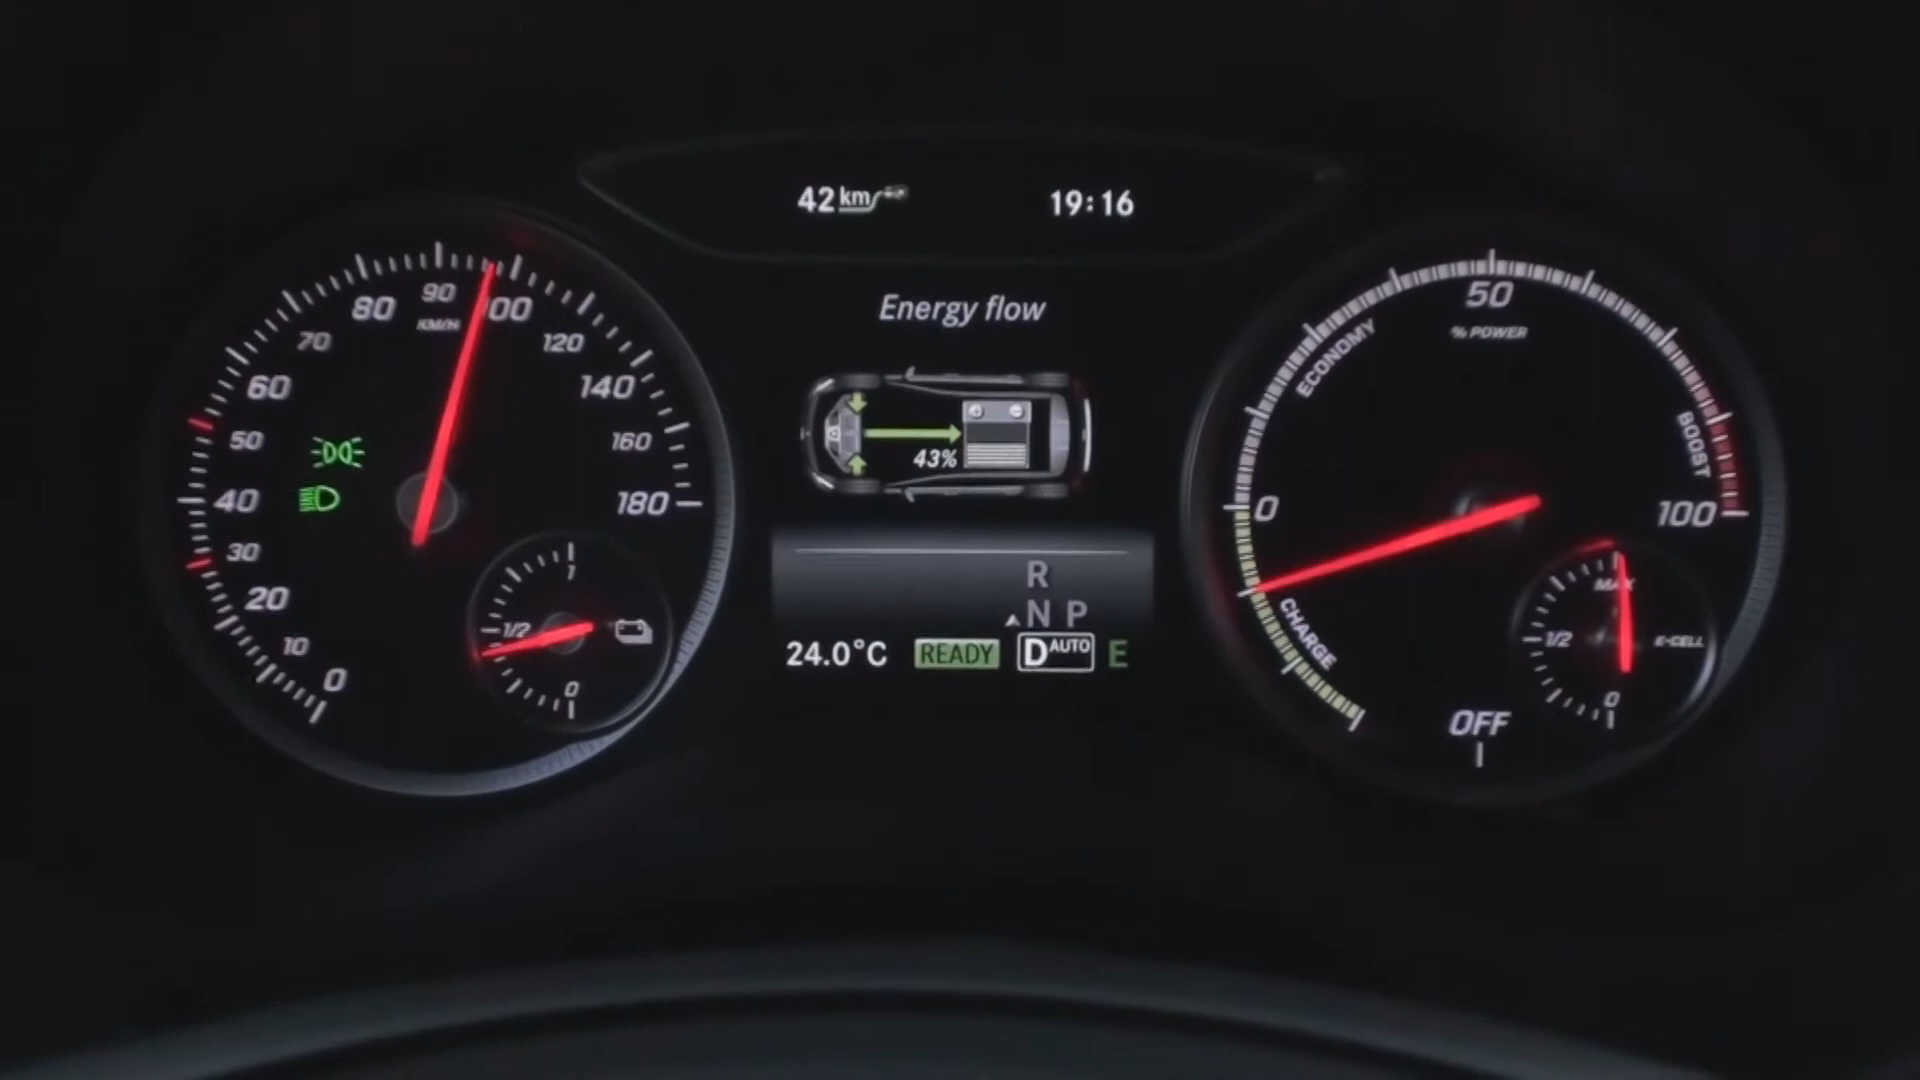 42 km
19:16
Energy flow
43%
R
N P
24.0°C READY D AUTO E
0
10
20
30
40
50
60
70
80
90
KM/H
100
120
140
160
180
1
1/2
0
OFF
CHARGE
0
ECONOMY
50
% POWER
BOOST
100
MAX
1/2
E-CELL
0